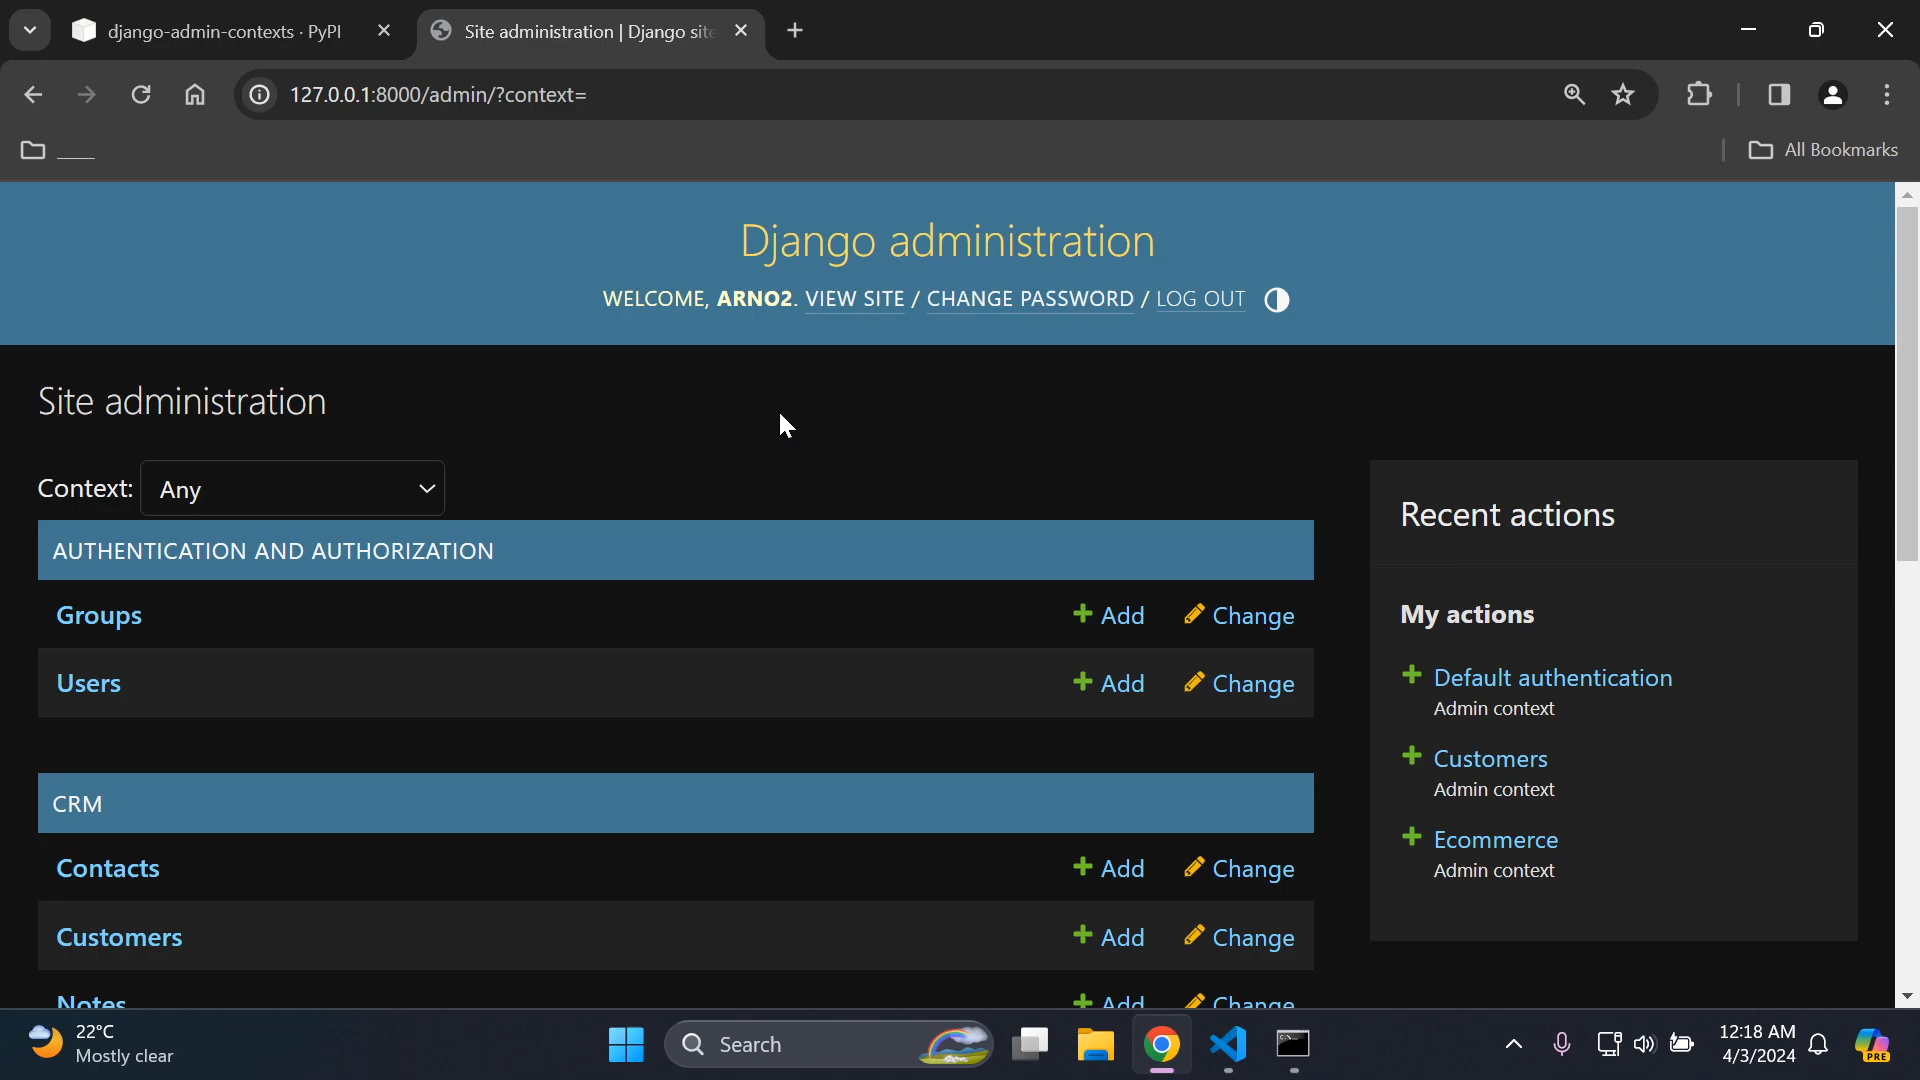 django-admin-contexts · PyPI
Site administration | Django site
127.0.0.1:8000/admin/?context=
All Bookmarks
Django administration
WELCOME, ARNO2. VIEW SITE / CHANGE PASSWORD / LOG OUT
Site administration
Context: Any
AUTHENTICATION AND AUTHORIZATION
Groups Add Change
Users Add Change
CRM
Contacts Add Change
Customers Add Change
Notes Add Change
Recent actions
My actions
Default authentication
Admin context
Customers
Admin context
Ecommerce
Admin context
22°C
Mostly clear
Search
12:18 AM
4/3/2024
PRE